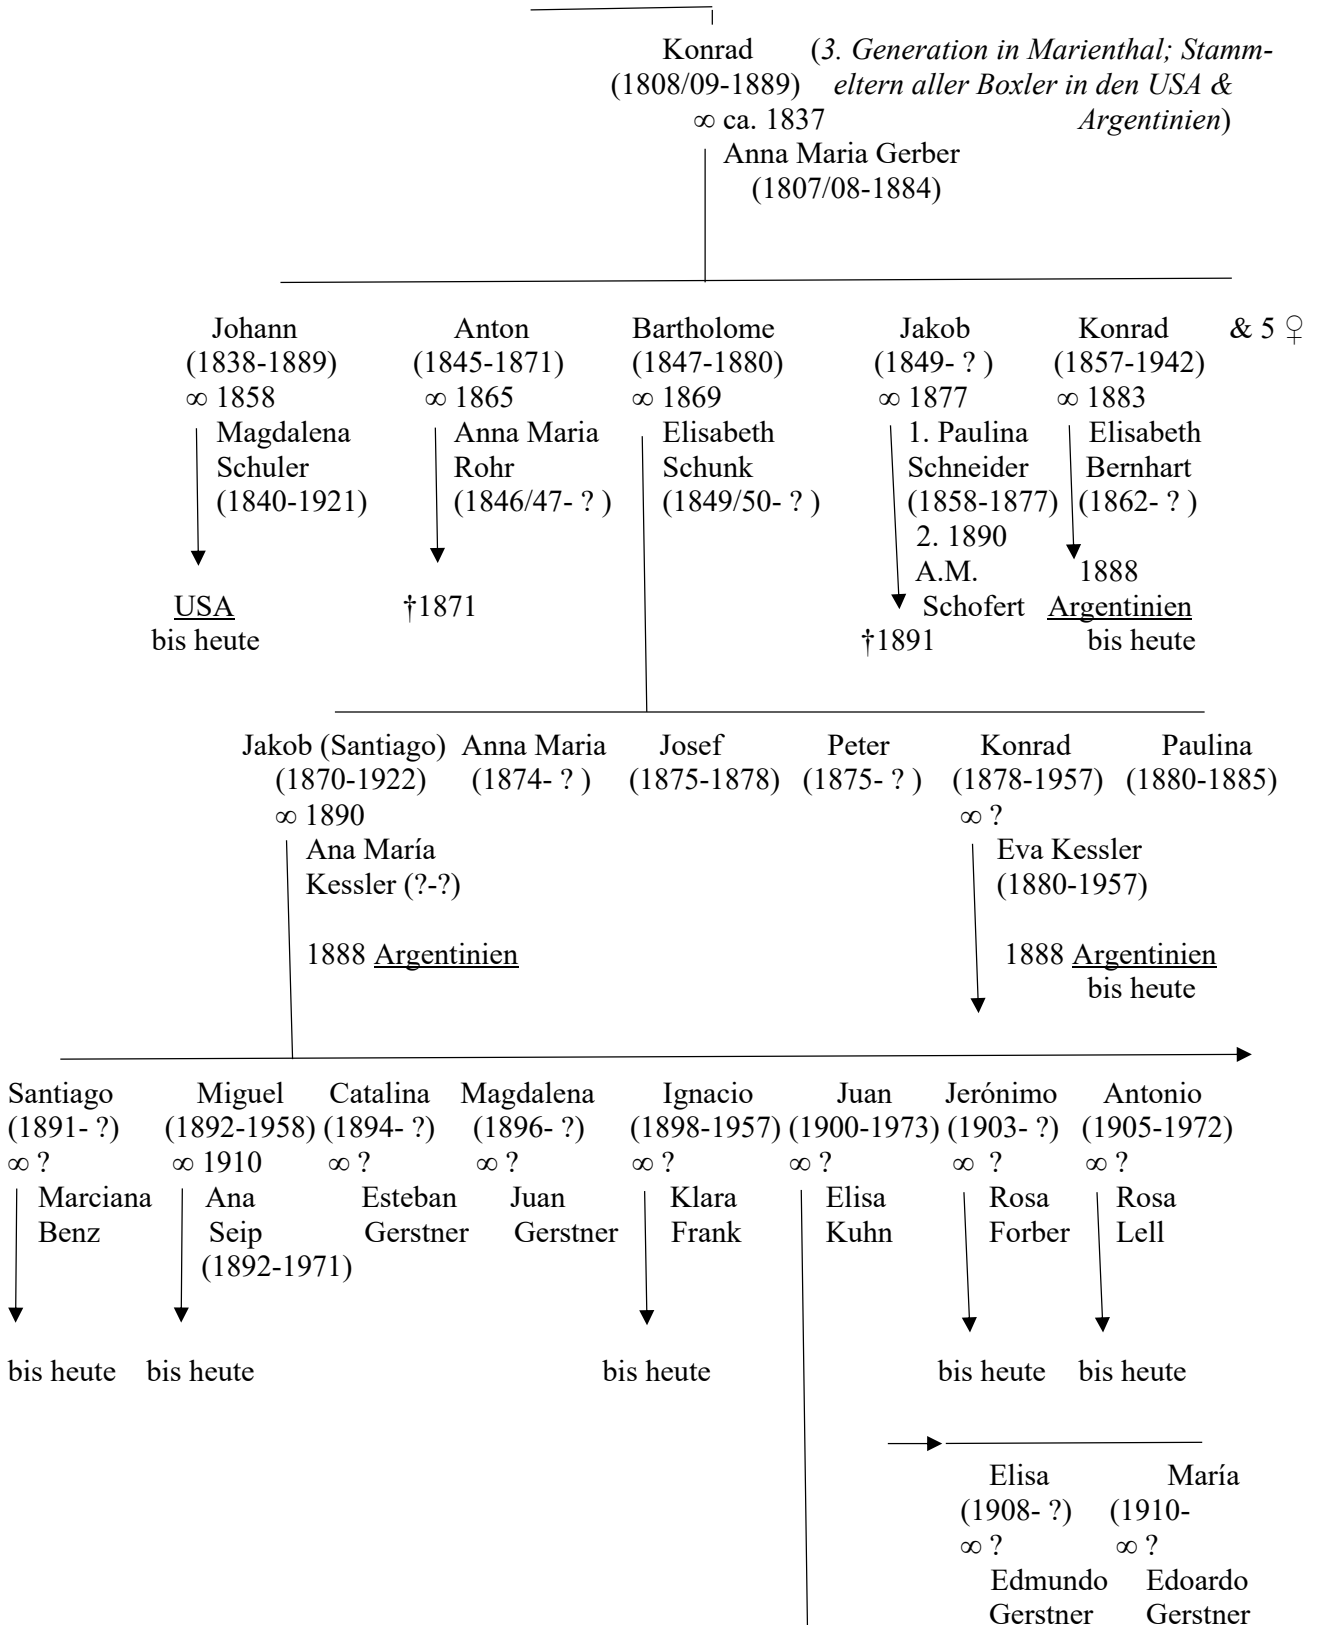 Konrad (3. Generation in Marienthal; Stamm-
(1808/09-1889) eltern aller Boxler in den USA &
∞ ca. 1837 Argentinien)
Anna Maria Gerber
(1807/08-1884)
Johann Anton Bartholome Jakob Konrad & 5 ♀
(1838-1889) (1845-1871) (1847-1880) (1849- ? ) (1857-1942)
∞ 1858 ∞ 1865 ∞ 1869 ∞ 1877 ∞ 1883
Magdalena Anna Maria Elisabeth 1. Paulina Elisabeth
Schuler Rohr Schunk Schneider Bernhart
(1840-1921) (1846/47- ? ) (1849/50- ? ) (1858-1877) (1862- ? )
2. 1890
A.M. 1888
USA †1871 Schofert Argentinien
bis heute †1891 bis heute
Jakob (Santiago) Anna Maria Josef Peter Konrad Paulina
(1870-1922) (1874- ? ) (1875-1878) (1875- ? ) (1878-1957) (1880-1885)
∞ 1890 ∞ ?
Ana María Eva Kessler
Kessler (?-?) (1880-1957)
1888 Argentinien 1888 Argentinien
bis heute
Santiago Miguel Catalina Magdalena Ignacio Juan Jerónimo Antonio
(1891- ?) (1892-1958) (1894- ?) (1896- ?) (1898-1957) (1900-1973) (1903- ?) (1905-1972)
∞ ? ∞ 1910 ∞ ? ∞ ? ∞ ? ∞ ? ∞ ? ∞ ?
Marciana Ana Esteban Juan Klara Elisa Rosa Rosa
Benz Seip Gerstner Gerstner Frank Kuhn Forber Lell
(1892-1971)
bis heute bis heute bis heute bis heute bis heute
Elisa María
(1908- ?) (1910-
∞ ? ∞ ?
Edmundo Edoardo
Gerstner Gerstner